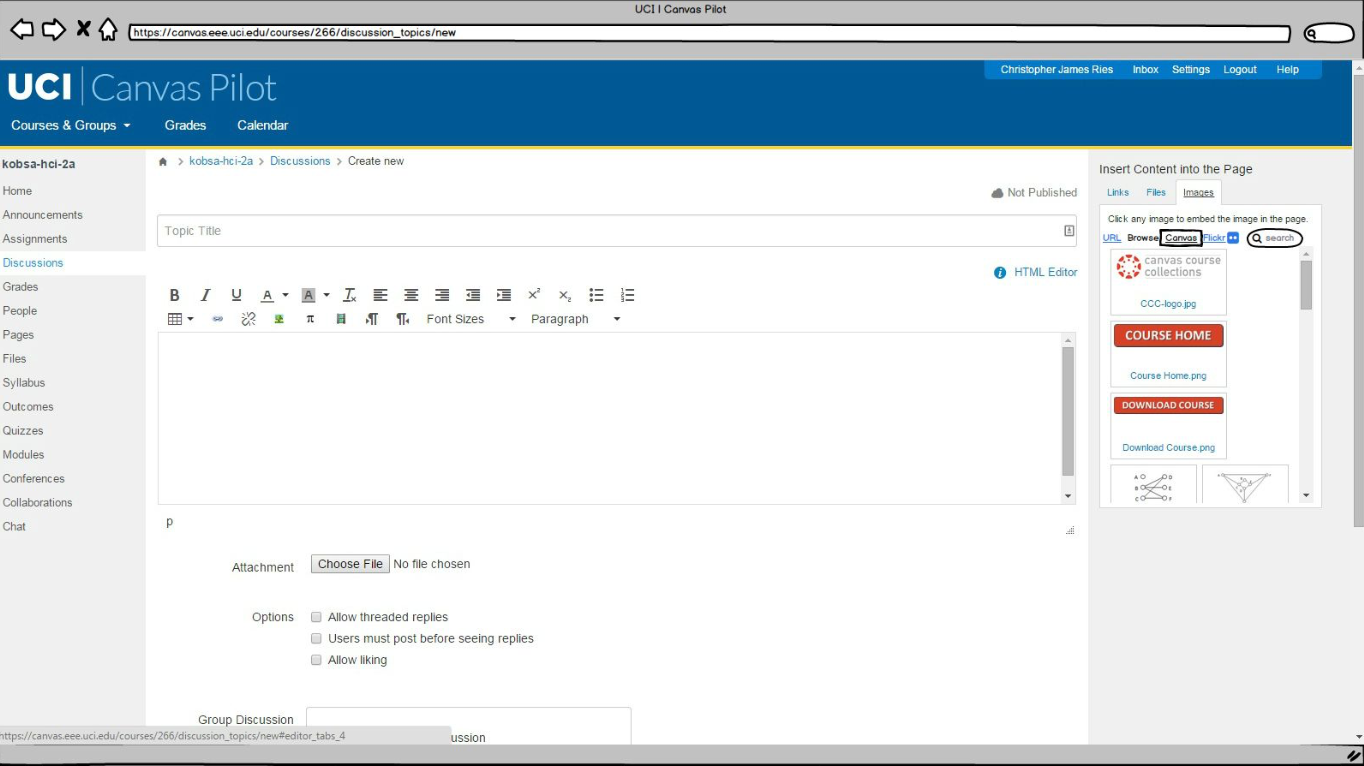 UCI | Canvas Pilot
https://canvas.eee.uci.edu/courses/266/discussion_topics/new
Christopher James Ries Inbox Settings Logout Help
UCI | Canvas Pilot
Courses & Groups Grades Calendar
kobsa-hci-2a
Home
Announcements
Assignments
Discussions
Grades
People
Pages
Files
Syllabus
Outcomes
Quizzes
Modules
Conferences
Collaborations
Chat
kobsa-hci-2a > Discussions > Create new
Not Published
Topic Title
HTML Editor
B I U A A Tx x² x₂
π Font Sizes Paragraph
p
Attachment Choose File No file chosen
Options Allow threaded replies
Users must post before seeing replies
Allow liking
Group Discussion
ussion
https://canvas.eee.uci.edu/courses/266/discussion_topics/new#editor_tabs_4
Insert Content into the Page
Links Files Images
Click any image to embed the image in the page.
URL Browse Canvas Flickr search
canvas course
collections
CCC-logo.jpg
COURSE HOME
Course Home.png
DOWNLOAD COURSE
Download Course.png
A D
B E
C F